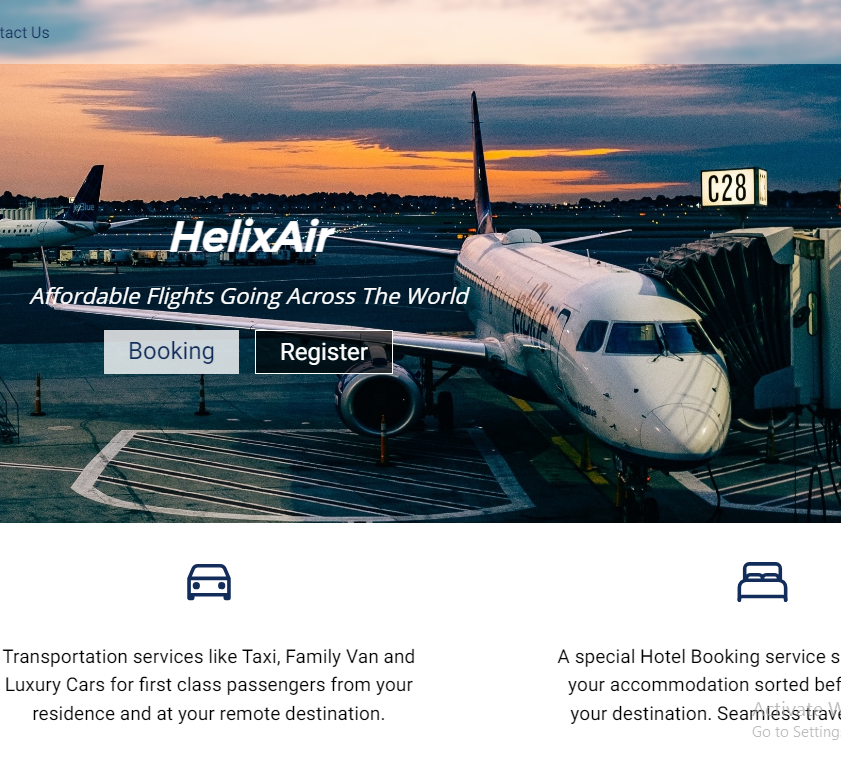 tact Us
C28
jetBlue
HelixAir
Affordable Flights Going Across The World
Booking
Register
Transportation services like Taxi, Family Van and
Luxury Cars for first class passengers from your
residence and at your remote destination.
A special Hotel Booking service s
your accommodation sorted bef
your destination. Seamless trave
Activate W
Go to Setting